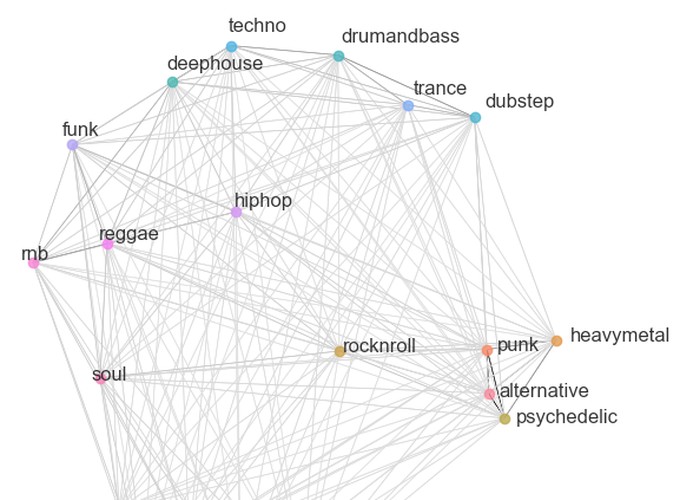 techno
drumandbass
deephouse
trance
dubstep
funk
hiphop
reggae
rnb
rocknroll
punk
heavymetal
soul
alternative
psychedelic